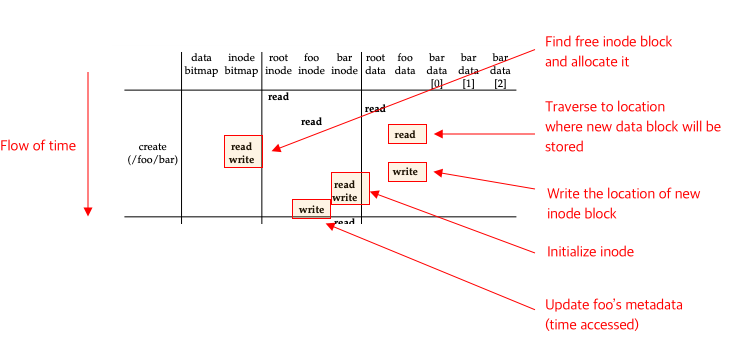 Find free inode block
and allocate it
data inode root foo bar root foo bar bar bar
bitmap bitmap inode inode inode data data data data data
[0] [1] [2]
read
Traverse to location
where new data block will be
stored
read
read
read
Flow of time
create
(/foo/bar)
read
write
write
Write the location of new
inode block
read
write
write
read
Initialize inode
Update foo's metadata
(time accessed)